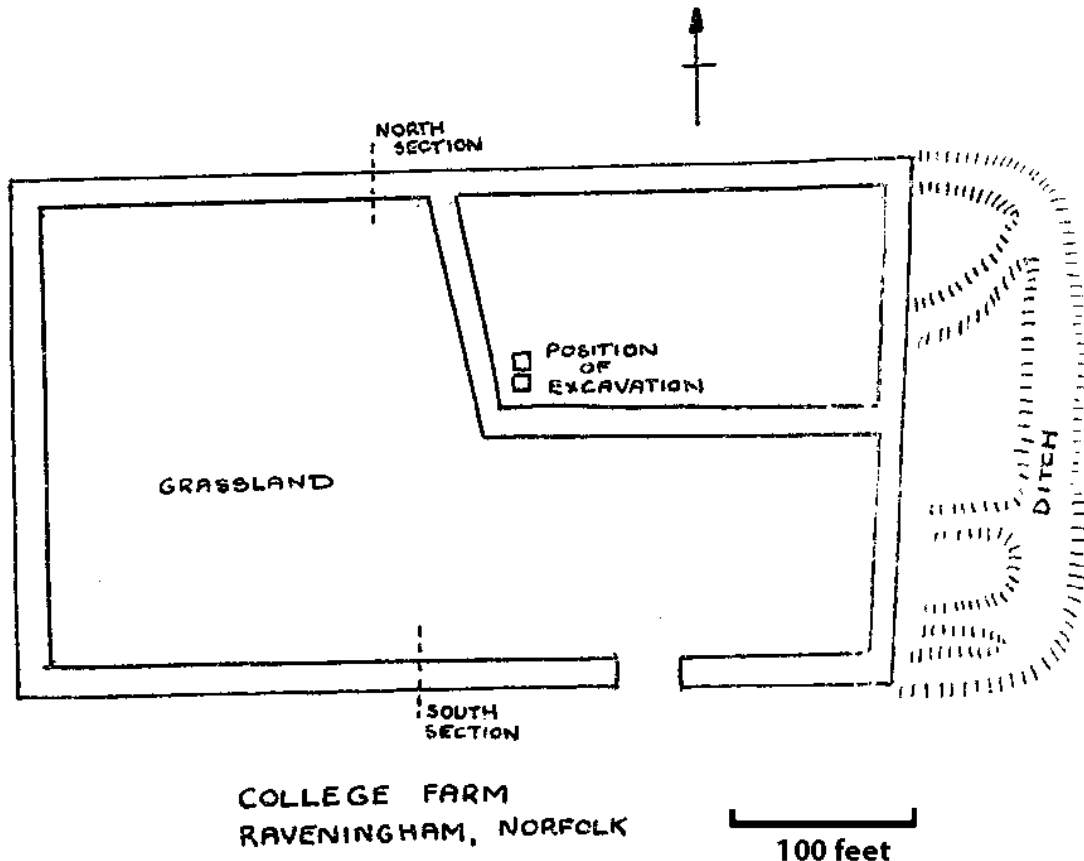 NORTH
SECTION
POSITION
OF
EXCAVATION
GRASSLAND
DITCH
SOUTH
SECTION
COLLEGE FARM
RAVENINGHAM, NORFOLK
100 feet